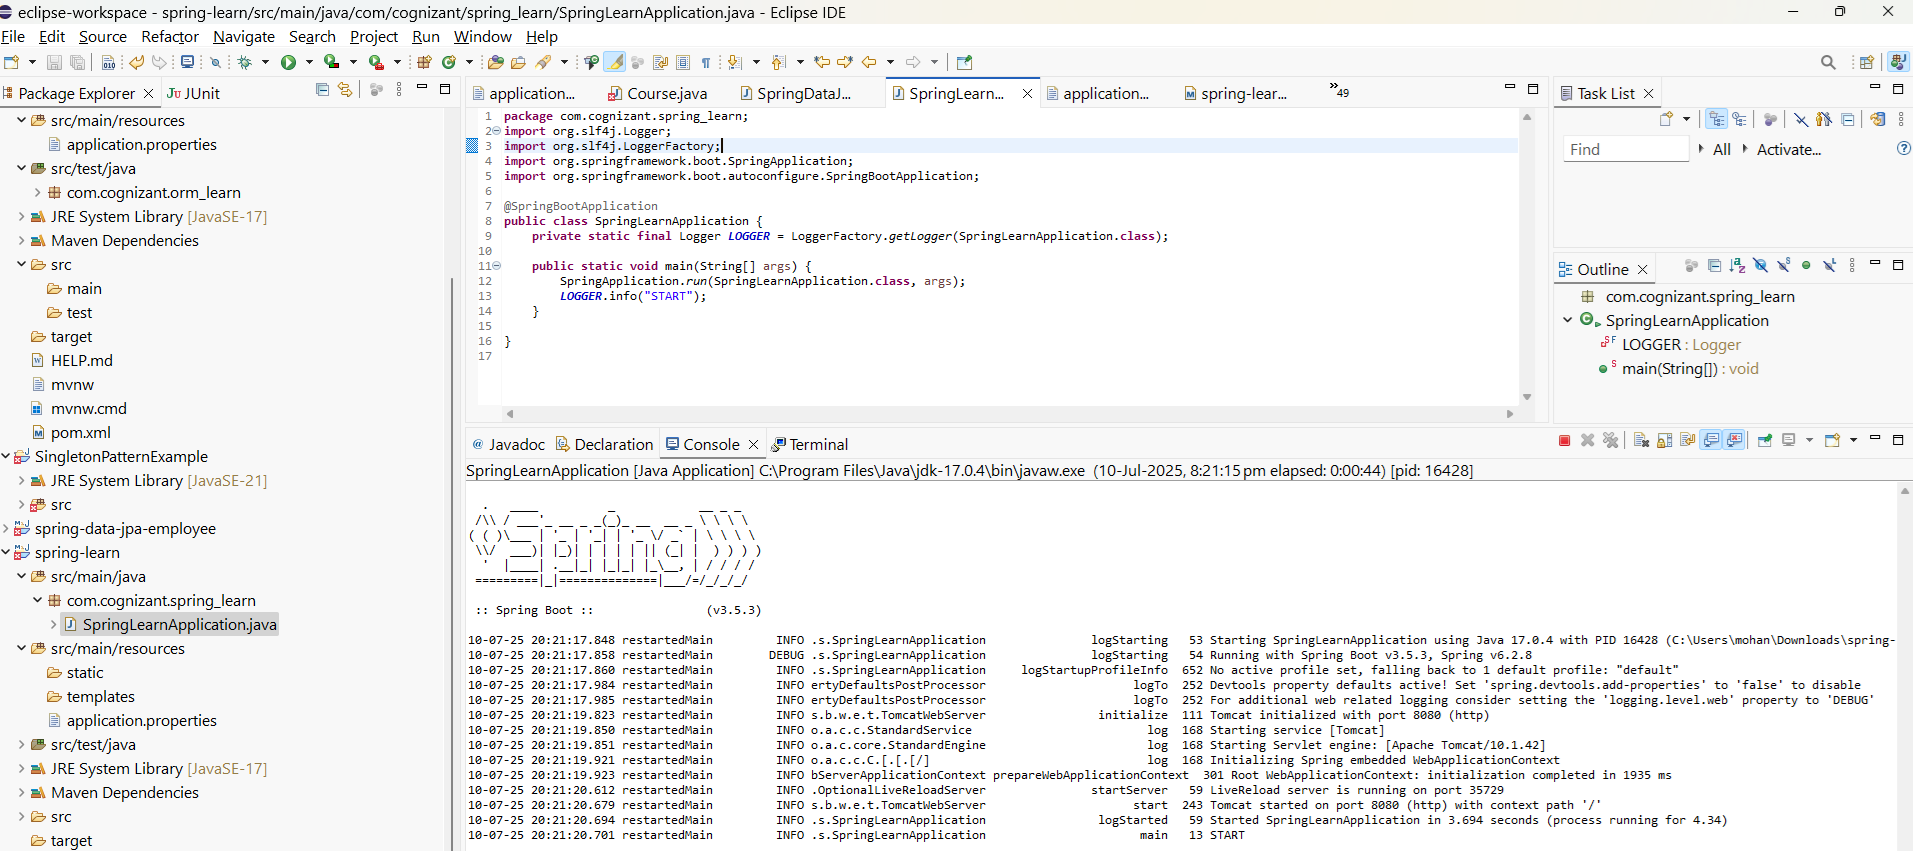 eclipse-workspace - spring-learn/src/main/java/com/cognizant/spring_learn/SpringLearnApplication.java - Eclipse IDE
File Edit Source Refactor Navigate Search Project Run Window Help
Package Explorer JUnit
src/main/resources
application.properties
src/test/java
com.cognizant.orm_learn
JRE System Library [JavaSE-17]
Maven Dependencies
src
main
test
target
HELP.md
mvnw
mvnw.cmd
pom.xml
SingletonPatternExample
JRE System Library [JavaSE-21]
src
spring-data-jpa-employee
spring-learn
src/main/java
com.cognizant.spring_learn
SpringLearnApplication.java
src/main/resources
static
templates
application.properties
src/test/java
JRE System Library [JavaSE-17]
Maven Dependencies
src
target
application... Course.java SpringDataJ... SpringLearn... application... spring-lear... »49
1 package com.cognizant.spring_learn;
2 import org.slf4j.Logger;
3 import org.slf4j.LoggerFactory;
4 import org.springframework.boot.SpringApplication;
5 import org.springframework.boot.autoconfigure.SpringBootApplication;
6
7 @SpringBootApplication
8 public class SpringLearnApplication {
9 private static final Logger LOGGER = LoggerFactory.getLogger(SpringLearnApplication.class);
10
11 public static void main(String[] args) {
12 SpringApplication.run(SpringLearnApplication.class, args);
13 LOGGER.info("START");
14 }
15
16 }
17
Task List
Find All Activate...
Outline
com.cognizant.spring_learn
SpringLearnApplication
LOGGER : Logger
main(String[]) : void
@ Javadoc Declaration Console Terminal
SpringLearnApplication [Java Application] C:\Program Files\Java\jdk-17.0.4\bin\javaw.exe (10-Jul-2025, 8:21:15 pm elapsed: 0:00:44) [pid: 16428]
  .   ____          _            __ _ _
 /\\ / ___'_ __ _ _(_)_ __  __ _ \ \ \ \
( ( )\___ | '_ | '_| | '_ \/ _` | \ \ \ \
 \\/  ___)| |_)| | | | | || (_| |  ) ) ) )
  '  |____| .__|_| |_|_| |_\__, | / / / /
 =========|_|==============|___/=/_/_/_/
:: Spring Boot :: (v3.5.3)
10-07-25 20:21:17.848 restartedMain INFO .s.SpringLearnApplication logStarting 53 Starting SpringLearnApplication using Java 17.0.4 with PID 16428 (C:\Users\mohan\Downloads\spring-
10-07-25 20:21:17.858 restartedMain DEBUG .s.SpringLearnApplication logStarting 54 Running with Spring Boot v3.5.3, Spring v6.2.8
10-07-25 20:21:17.860 restartedMain INFO .s.SpringLearnApplication logStartupProfileInfo 652 No active profile set, falling back to 1 default profile: "default"
10-07-25 20:21:17.984 restartedMain INFO ertyDefaultsPostProcessor logTo 252 Devtools property defaults active! Set 'spring.devtools.add-properties' to 'false' to disable
10-07-25 20:21:17.985 restartedMain INFO ertyDefaultsPostProcessor logTo 252 For additional web related logging consider setting the 'logging.level.web' property to 'DEBUG'
10-07-25 20:21:19.823 restartedMain INFO s.b.w.e.t.TomcatWebServer initialize 111 Tomcat initialized with port 8080 (http)
10-07-25 20:21:19.850 restartedMain INFO o.a.c.c.StandardService log 168 Starting service [Tomcat]
10-07-25 20:21:19.851 restartedMain INFO o.a.c.core.StandardEngine log 168 Starting Servlet engine: [Apache Tomcat/10.1.42]
10-07-25 20:21:19.921 restartedMain INFO o.a.c.c.C.[.[.[/] log 168 Initializing Spring embedded WebApplicationContext
10-07-25 20:21:19.923 restartedMain INFO bServerApplicationContext prepareWebApplicationContext 301 Root WebApplicationContext: initialization completed in 1935 ms
10-07-25 20:21:20.612 restartedMain INFO .OptionalLiveReloadServer startServer 59 LiveReload server is running on port 35729
10-07-25 20:21:20.679 restartedMain INFO s.b.w.e.t.TomcatWebServer start 243 Tomcat started on port 8080 (http) with context path '/'
10-07-25 20:21:20.694 restartedMain INFO .s.SpringLearnApplication logStarted 59 Started SpringLearnApplication in 3.694 seconds (process running for 4.34)
10-07-25 20:21:20.701 restartedMain INFO .s.SpringLearnApplication main 13 START